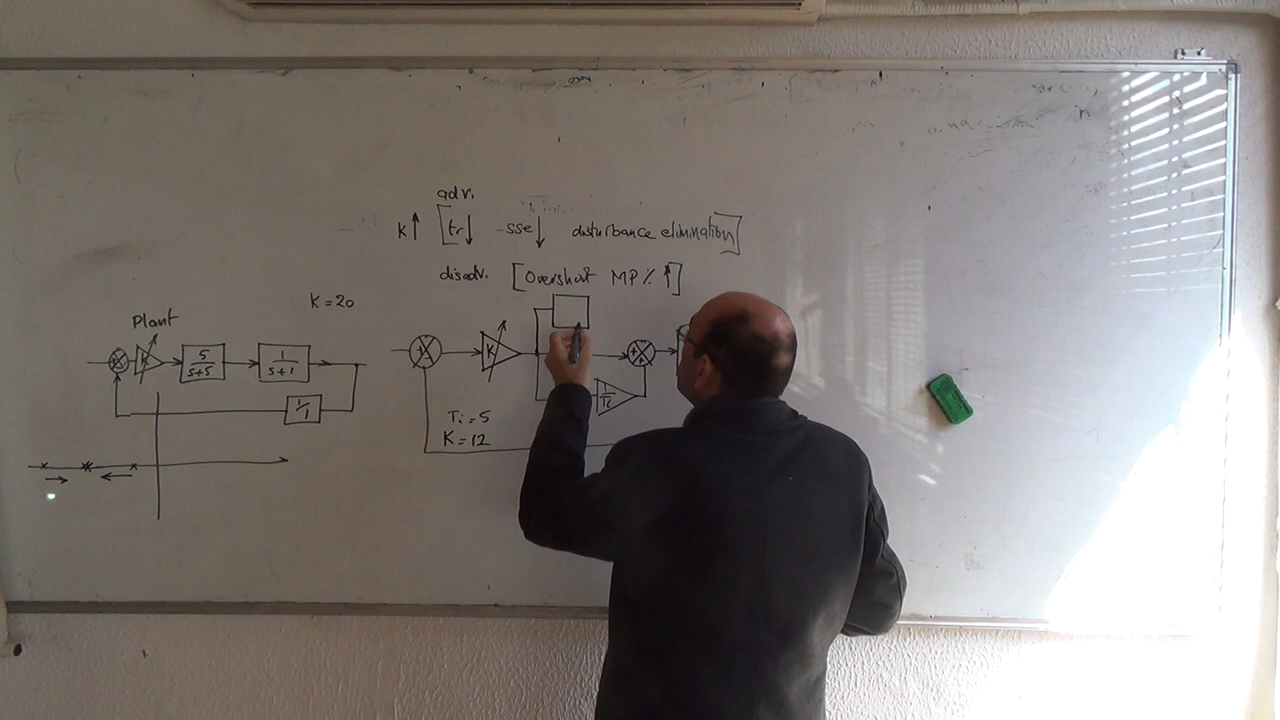 adv.
K↑ [tr↓ sse↓ disturbance elimination]
disadv. [Overshoot MP% ↑]
K=20
Plant
K
5
s+5
1
s+1
1/1
K
++
1
Ti
Ti=5
K=12